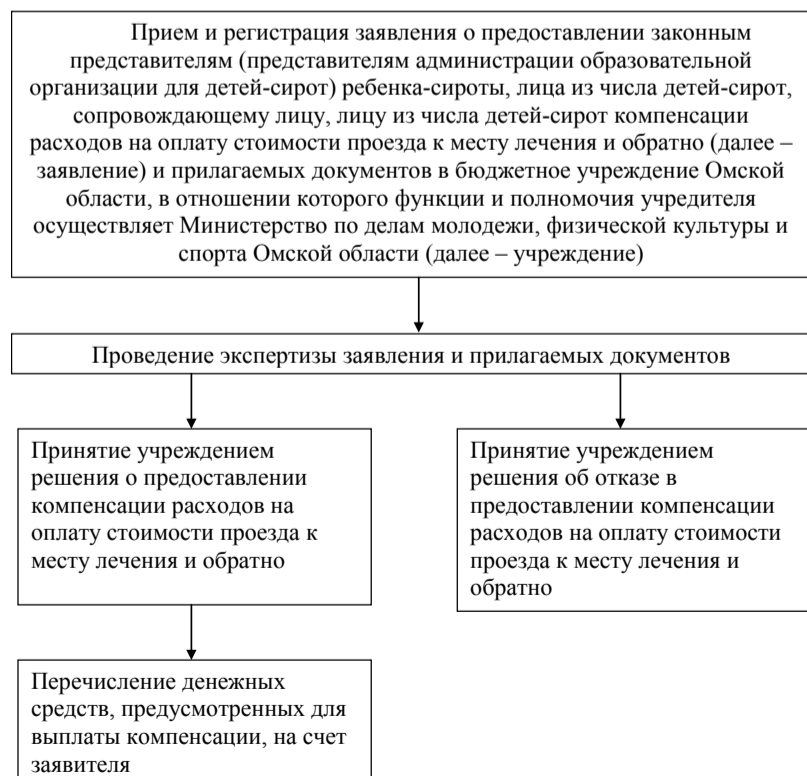 Прием и регистрация заявления о предоставлении законным
представителям (представителям администрации образовательной
организации для детей-сирот) ребенка-сироты, лица из числа детей-сирот,
сопровождающему лицу, лицу из числа детей-сирот компенсации
расходов на оплату стоимости проезда к месту лечения и обратно (далее –
заявление) и прилагаемых документов в бюджетное учреждение Омской
области, в отношении которого функции и полномочия учредителя
осуществляет Министерство по делам молодежи, физической культуры и
спорта Омской области (далее – учреждение)
Проведение экспертизы заявления и прилагаемых документов
Принятие учреждением
решения о предоставлении
компенсации расходов на
оплату стоимости проезда к
месту лечения и обратно
Принятие учреждением
решения об отказе в
предоставлении компенсации
расходов на оплату стоимости
проезда к месту лечения и
обратно
Перечисление денежных
средств, предусмотренных для
выплаты компенсации, на счет
заявителя